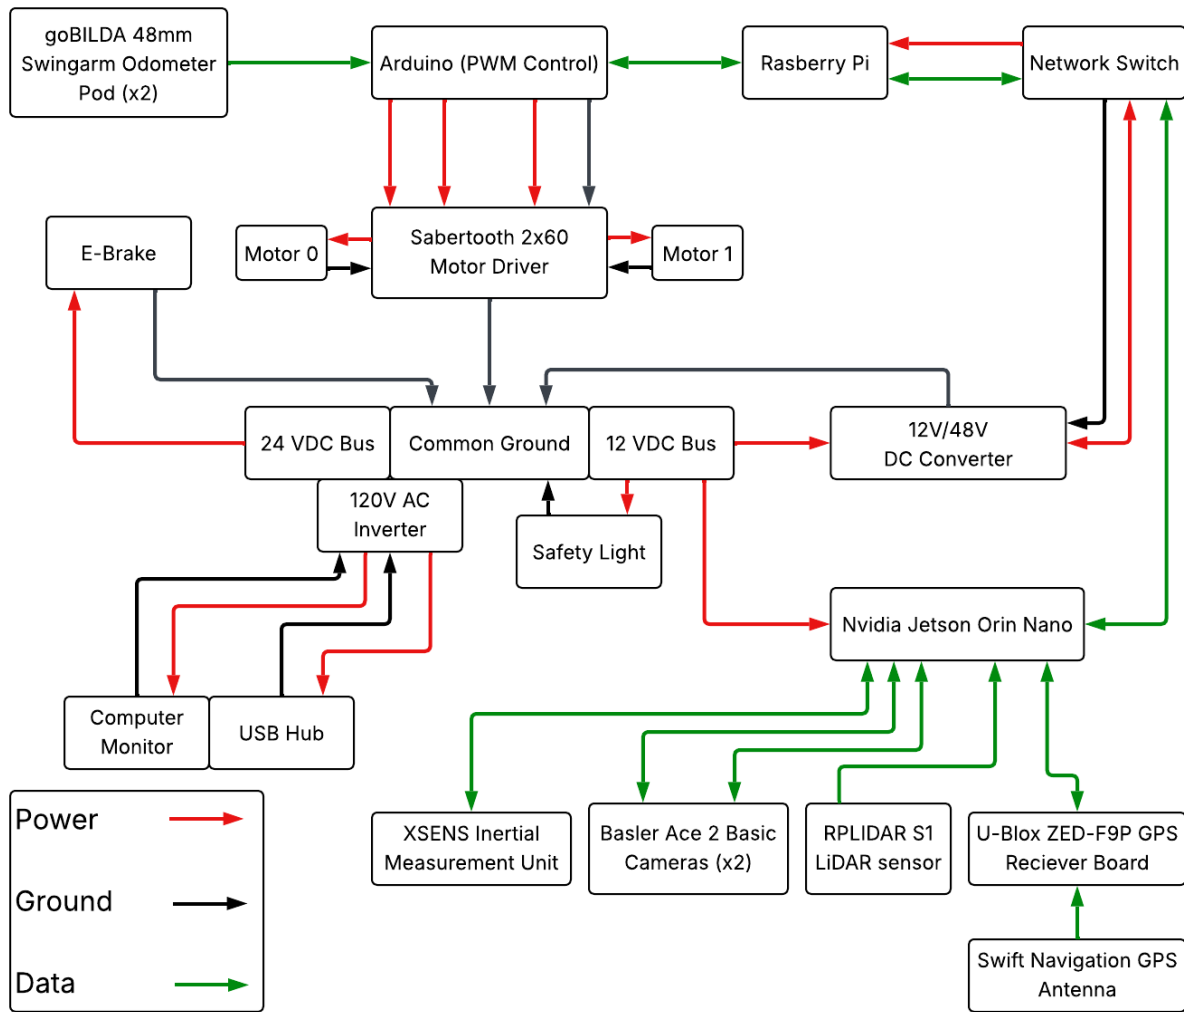 goBILDA 48mm
Swingarm Odometer
Pod (x2)
Arduino (PWM Control)
Rasberry Pi
Network Switch
E-Brake
Motor 0
Sabertooth 2x60
Motor Driver
Motor 1
24 VDC Bus
Common Ground
12 VDC Bus
12V/48V
DC Converter
120V AC
Inverter
Safety Light
Nvidia Jetson Orin Nano
Computer
Monitor
USB Hub
Power
Ground
Data
XSENS Inertial
Measurement Unit
Basler Ace 2 Basic
Cameras (x2)
RPLIDAR S1
LiDAR sensor
U-Blox ZED-F9P GPS
Reciever Board
Swift Navigation GPS
Antenna